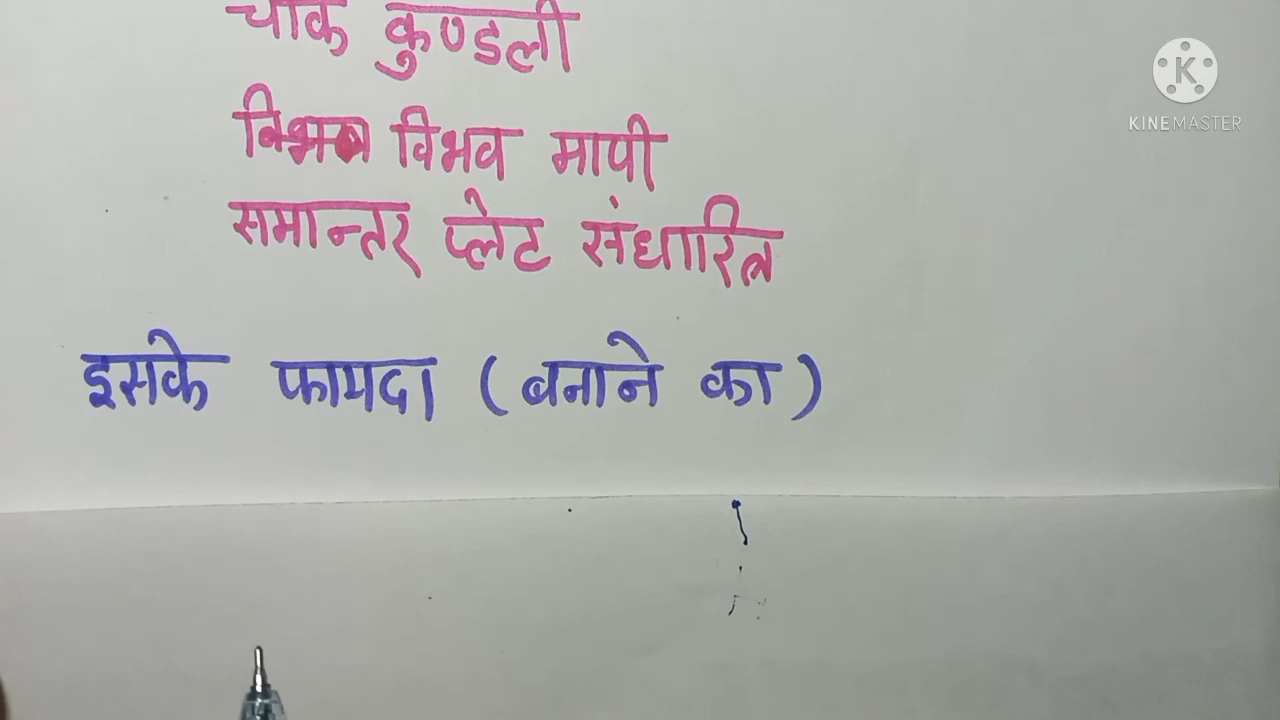 चोक कुण्डली
KINEMASTER
विभव मापी
समान्तर प्लेट संधारित्र
इसके फायदा (बनाने का)